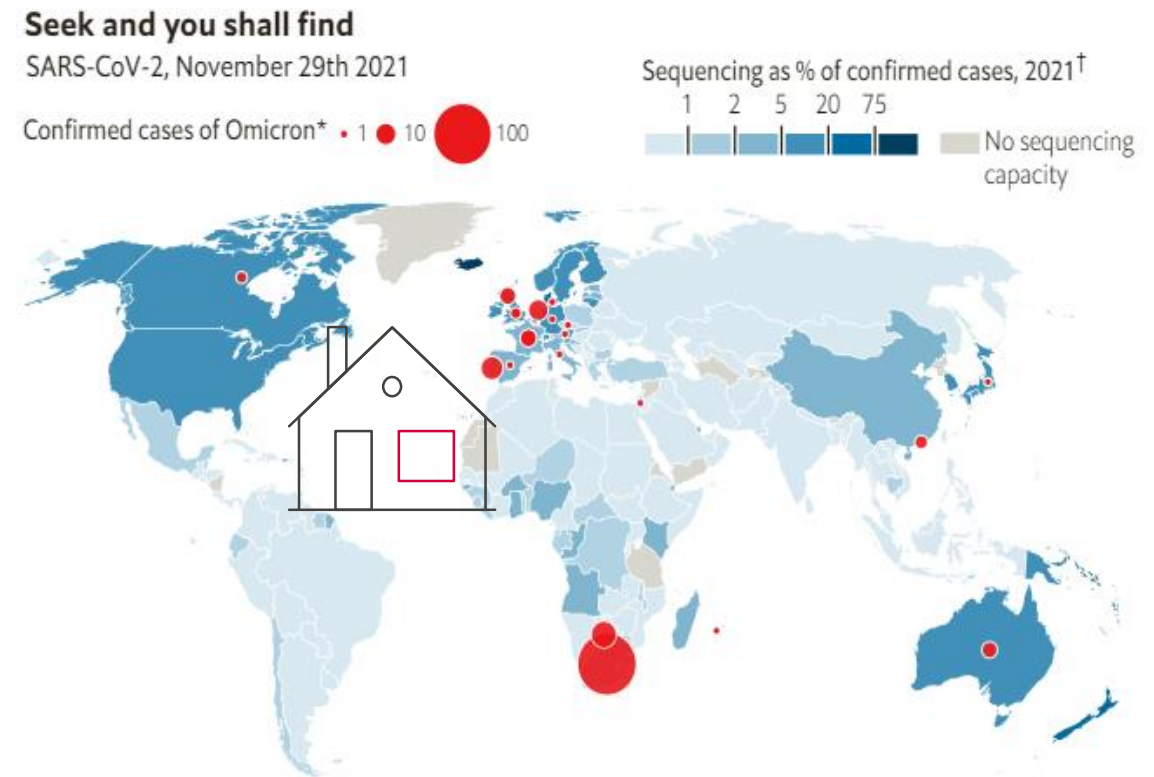 Seek and you shall find
SARS-CoV-2, November 29th 2021
Confirmed cases of Omicron* 1 10 100
Sequencing as % of confirmed cases, 2021†
1 2 5 20 75
No sequencing
capacity